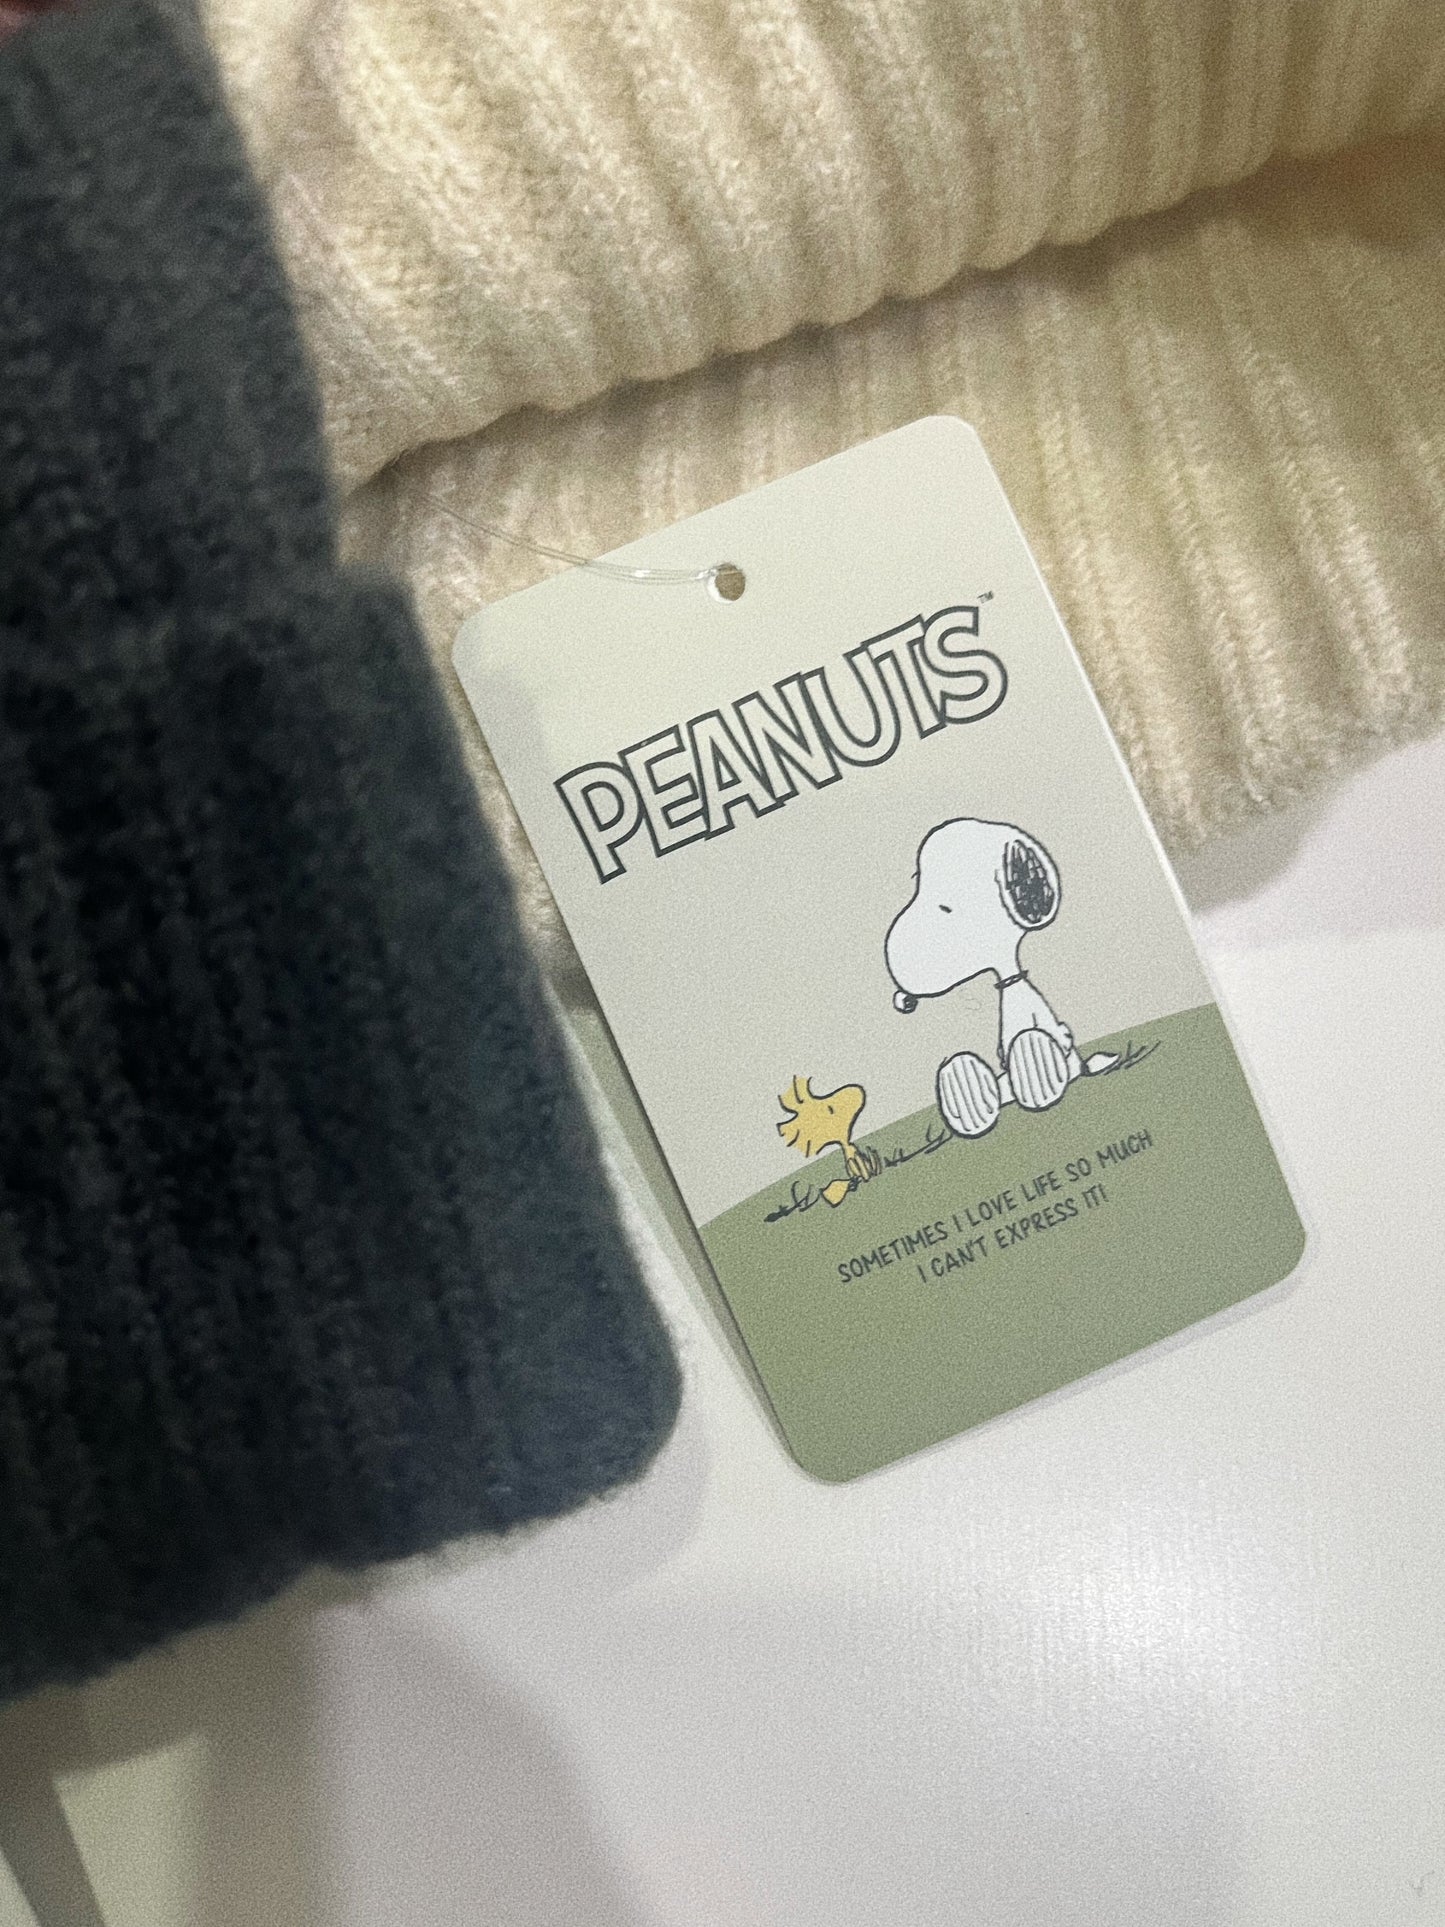 PEANUTS™
SOMETIMES I LOVE LIFE SO MUCH
I CAN'T EXPRESS IT!